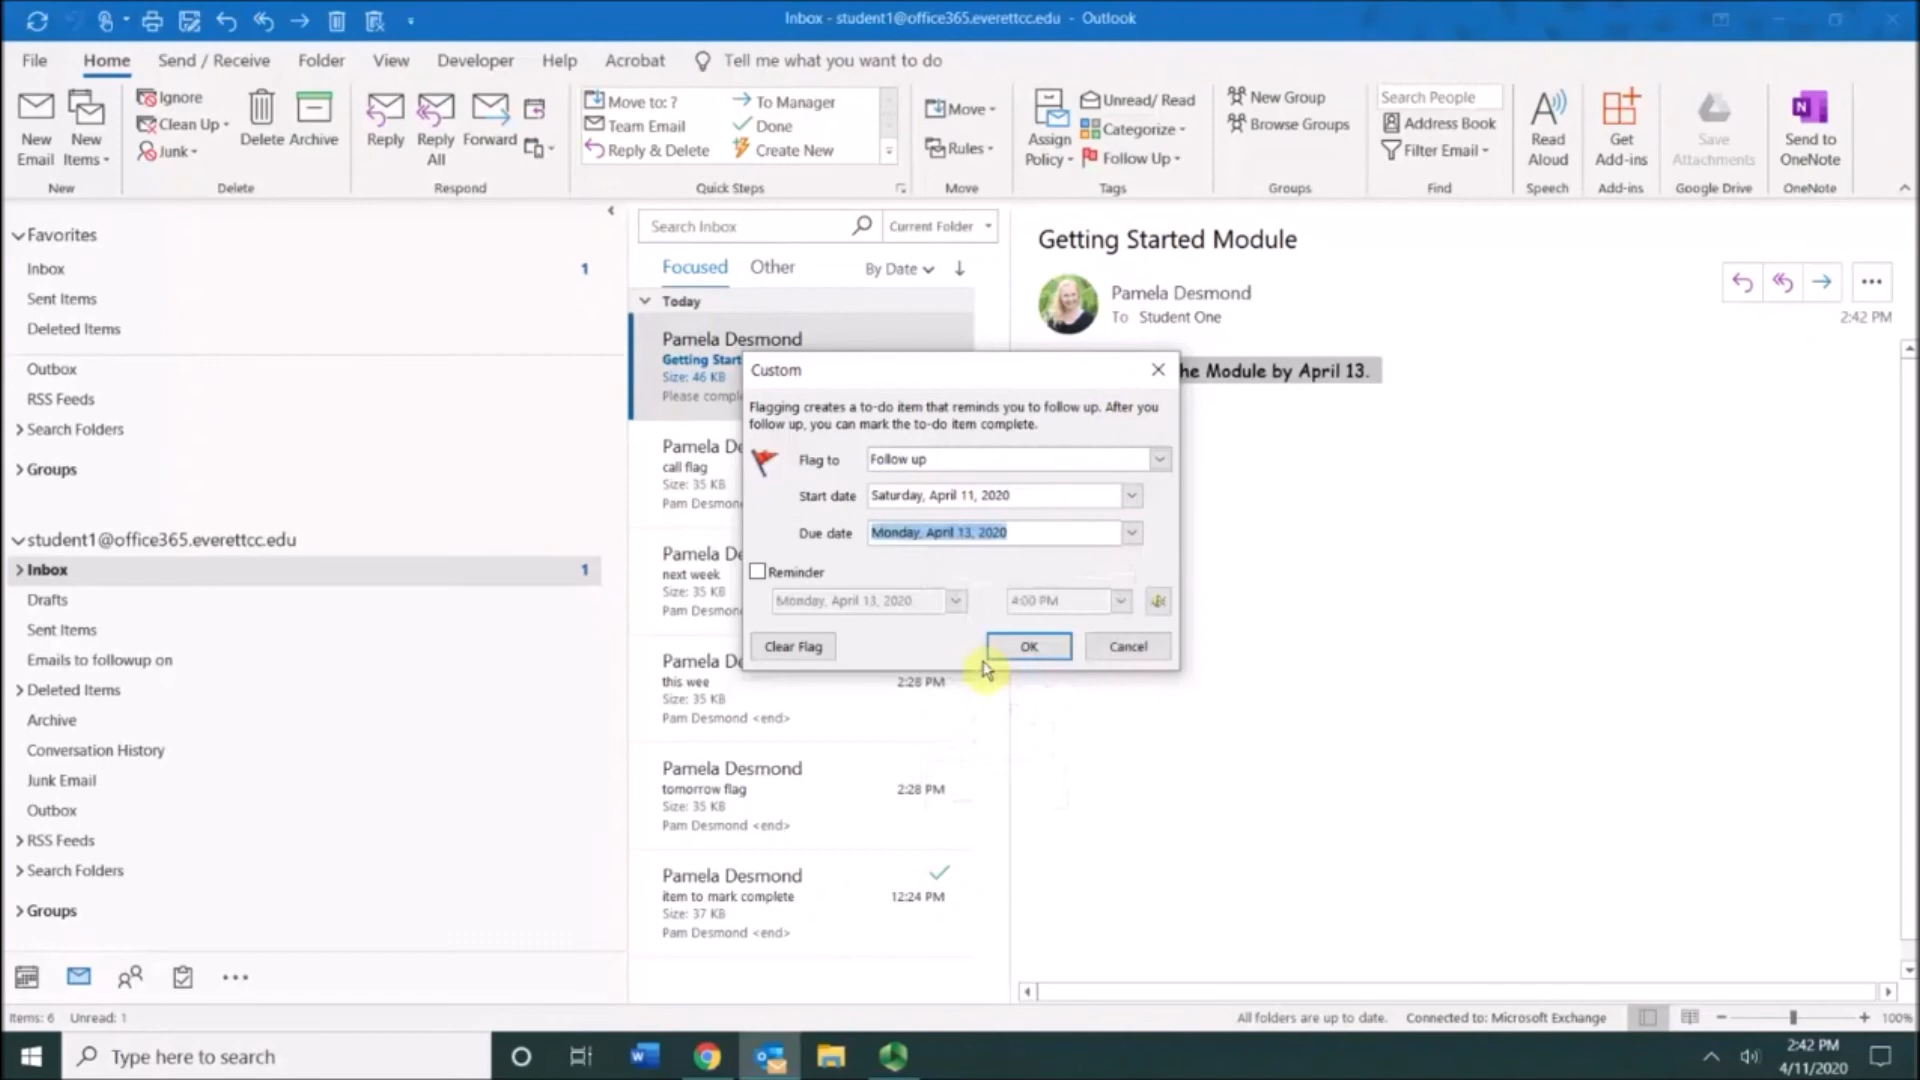 Inbox - student1@office365.everettcc.edu - Outlook
File Home Send / Receive Folder View Developer Help Acrobat Tell me what you want to do
New Email
New Items
New
Ignore
Clean Up
Junk
Delete
Archive
Delete
Reply
Reply All
Forward
Respond
Move to: ?
Team Email
Reply & Delete
To Manager
Done
Create New
Quick Steps
Move
Rules
Move
Assign Policy
Unread/ Read
Categorize
Follow Up
Tags
New Group
Browse Groups
Groups
Search People
Address Book
Filter Email
Find
Read Aloud
Speech
Get Add-ins
Add-ins
Save Attachments
Google Drive
Send to OneNote
OneNote
Favorites
Inbox 1
Sent Items
Deleted Items
Outbox
RSS Feeds
Search Folders
Groups
student1@office365.everettcc.edu
Inbox 1
Drafts
Sent Items
Emails to followup on
Deleted Items
Archive
Conversation History
Junk Email
Outbox
RSS Feeds
Search Folders
Groups
Search Inbox
Current Folder
Focused Other By Date
Today
Pamela Desmond
Getting Start
Size: 46 KB
Please compl
Pamela De
call flag
Size: 35 KB
Pam Desmon
Pamela De
next week
Size: 35 KB
Pam Desmon
Pamela De
this wee 2:28 PM
Size: 35 KB
Pam Desmond <end>
Pamela Desmond
tomorrow flag 2:28 PM
Size: 35 KB
Pam Desmond <end>
Pamela Desmond
item to mark complete 12:24 PM
Size: 37 KB
Pam Desmond <end>
Getting Started Module
Pamela Desmond
To Student One
2:42 PM
he Module by April 13.
Custom
Flagging creates a to-do item that reminds you to follow up. After you
follow up, you can mark the to-do item complete.
Flag to Follow up
Start date Saturday, April 11, 2020
Due date Monday, April 13, 2020
Reminder
Monday, April 13, 2020 4:00 PM
Clear Flag OK Cancel
Items: 6 Unread: 1
All folders are up to date. Connected to: Microsoft Exchange 100%
Type here to search
2:42 PM
4/11/2020